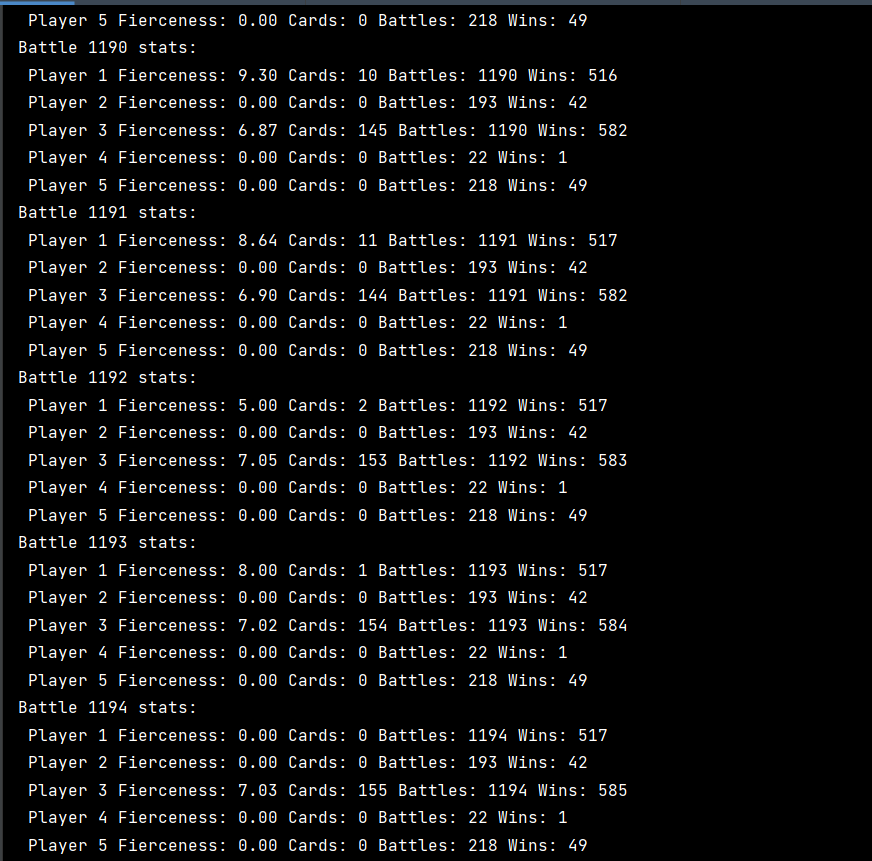 Player 5 Fierceness: 0.00 Cards: 0 Battles: 218 Wins: 49
Battle 1190 stats:
Player 1 Fierceness: 9.30 Cards: 10 Battles: 1190 Wins: 516
Player 2 Fierceness: 0.00 Cards: 0 Battles: 193 Wins: 42
Player 3 Fierceness: 6.87 Cards: 145 Battles: 1190 Wins: 582
Player 4 Fierceness: 0.00 Cards: 0 Battles: 22 Wins: 1
Player 5 Fierceness: 0.00 Cards: 0 Battles: 218 Wins: 49
Battle 1191 stats:
Player 1 Fierceness: 8.64 Cards: 11 Battles: 1191 Wins: 517
Player 2 Fierceness: 0.00 Cards: 0 Battles: 193 Wins: 42
Player 3 Fierceness: 6.90 Cards: 144 Battles: 1191 Wins: 582
Player 4 Fierceness: 0.00 Cards: 0 Battles: 22 Wins: 1
Player 5 Fierceness: 0.00 Cards: 0 Battles: 218 Wins: 49
Battle 1192 stats:
Player 1 Fierceness: 5.00 Cards: 2 Battles: 1192 Wins: 517
Player 2 Fierceness: 0.00 Cards: 0 Battles: 193 Wins: 42
Player 3 Fierceness: 7.05 Cards: 153 Battles: 1192 Wins: 583
Player 4 Fierceness: 0.00 Cards: 0 Battles: 22 Wins: 1
Player 5 Fierceness: 0.00 Cards: 0 Battles: 218 Wins: 49
Battle 1193 stats:
Player 1 Fierceness: 8.00 Cards: 1 Battles: 1193 Wins: 517
Player 2 Fierceness: 0.00 Cards: 0 Battles: 193 Wins: 42
Player 3 Fierceness: 7.02 Cards: 154 Battles: 1193 Wins: 584
Player 4 Fierceness: 0.00 Cards: 0 Battles: 22 Wins: 1
Player 5 Fierceness: 0.00 Cards: 0 Battles: 218 Wins: 49
Battle 1194 stats:
Player 1 Fierceness: 0.00 Cards: 0 Battles: 1194 Wins: 517
Player 2 Fierceness: 0.00 Cards: 0 Battles: 193 Wins: 42
Player 3 Fierceness: 7.03 Cards: 155 Battles: 1194 Wins: 585
Player 4 Fierceness: 0.00 Cards: 0 Battles: 22 Wins: 1
Player 5 Fierceness: 0.00 Cards: 0 Battles: 218 Wins: 49